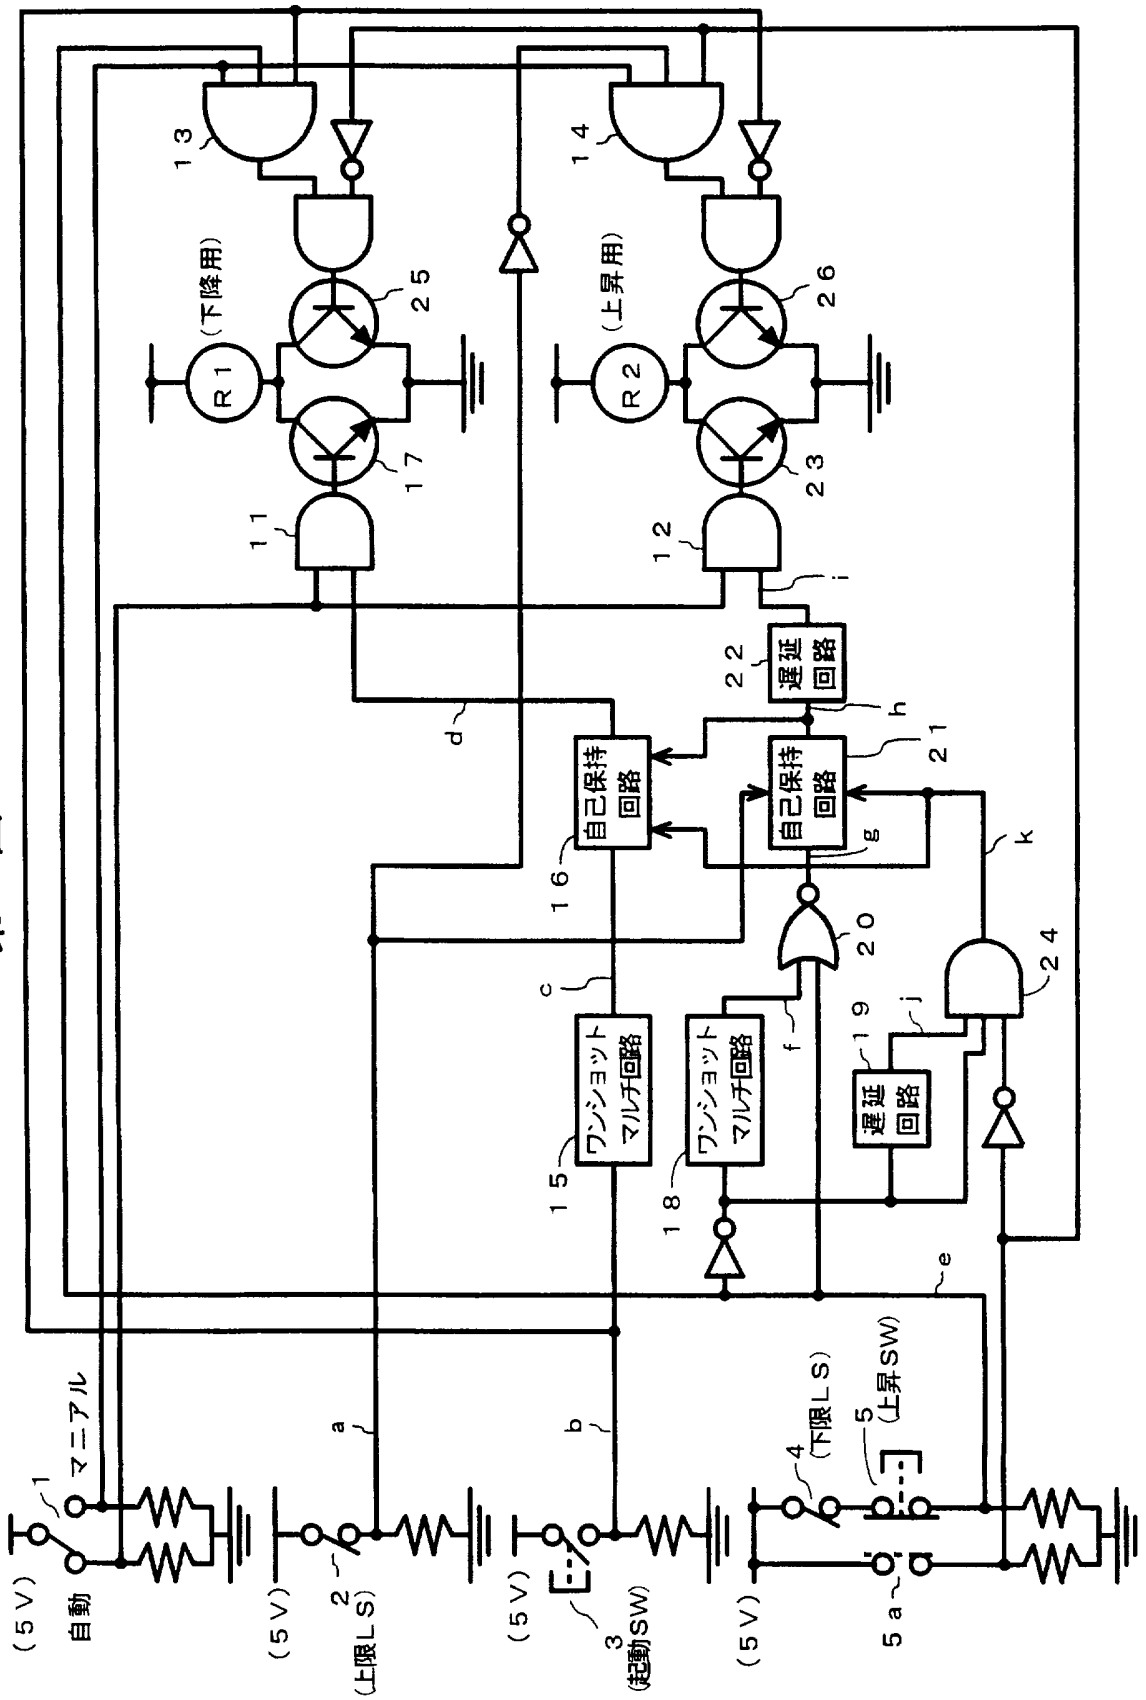 (5V)
自動
1
マニアル
(5V)
2
(上限LS)
a
(5V)
3
(起動SW)
b
(5V)
4
(下限LS)
5
(上昇SW)
5a
e
15
ワンショット
マルチ回路
c
16
自己保持
回路
d
18
ワンショット
マルチ回路
f
20
g
自己保持
回路
21
h
22
遅延
回路
i
19
遅延
回路
j
24
k
11
17
R1
(下降用)
25
13
12
23
R2
(上昇用)
26
14